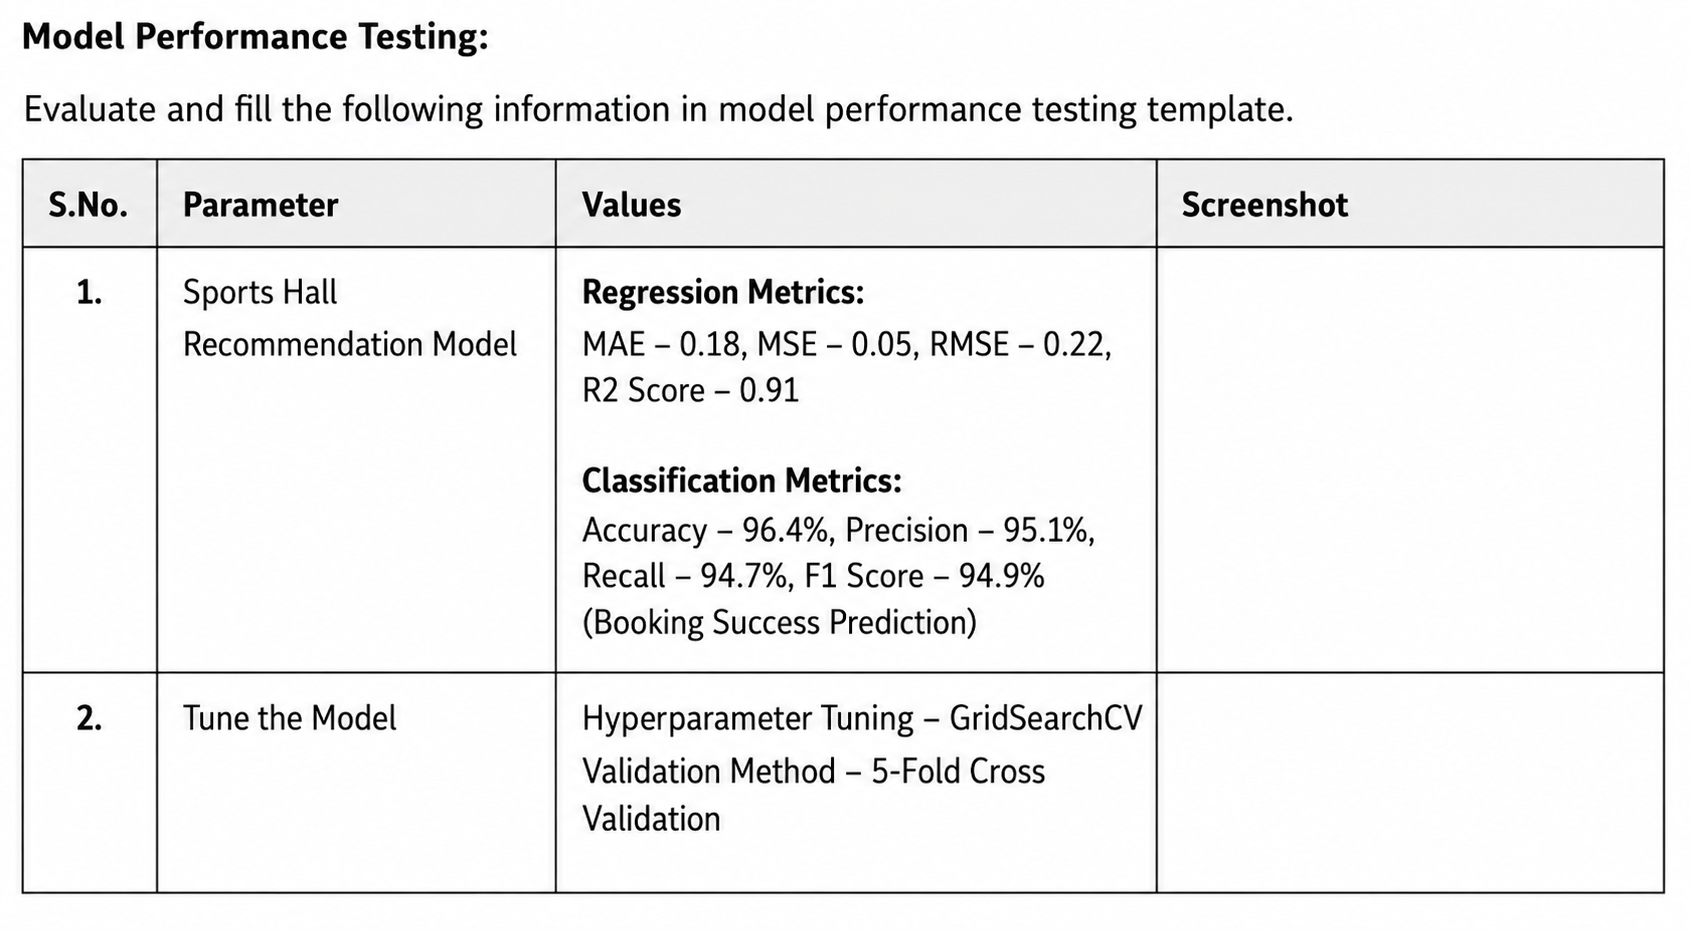 Model Performance Testing:
Evaluate and fill the following information in model performance testing template.
S.No. Parameter Values Screenshot
1. Sports Hall Regression Metrics:
Recommendation Model MAE – 0.18, MSE – 0.05, RMSE – 0.22,
R2 Score – 0.91
Classification Metrics:
Accuracy – 96.4%, Precision – 95.1%,
Recall – 94.7%, F1 Score – 94.9%
(Booking Success Prediction)
2. Tune the Model Hyperparameter Tuning – GridSearchCV
Validation Method – 5-Fold Cross
Validation